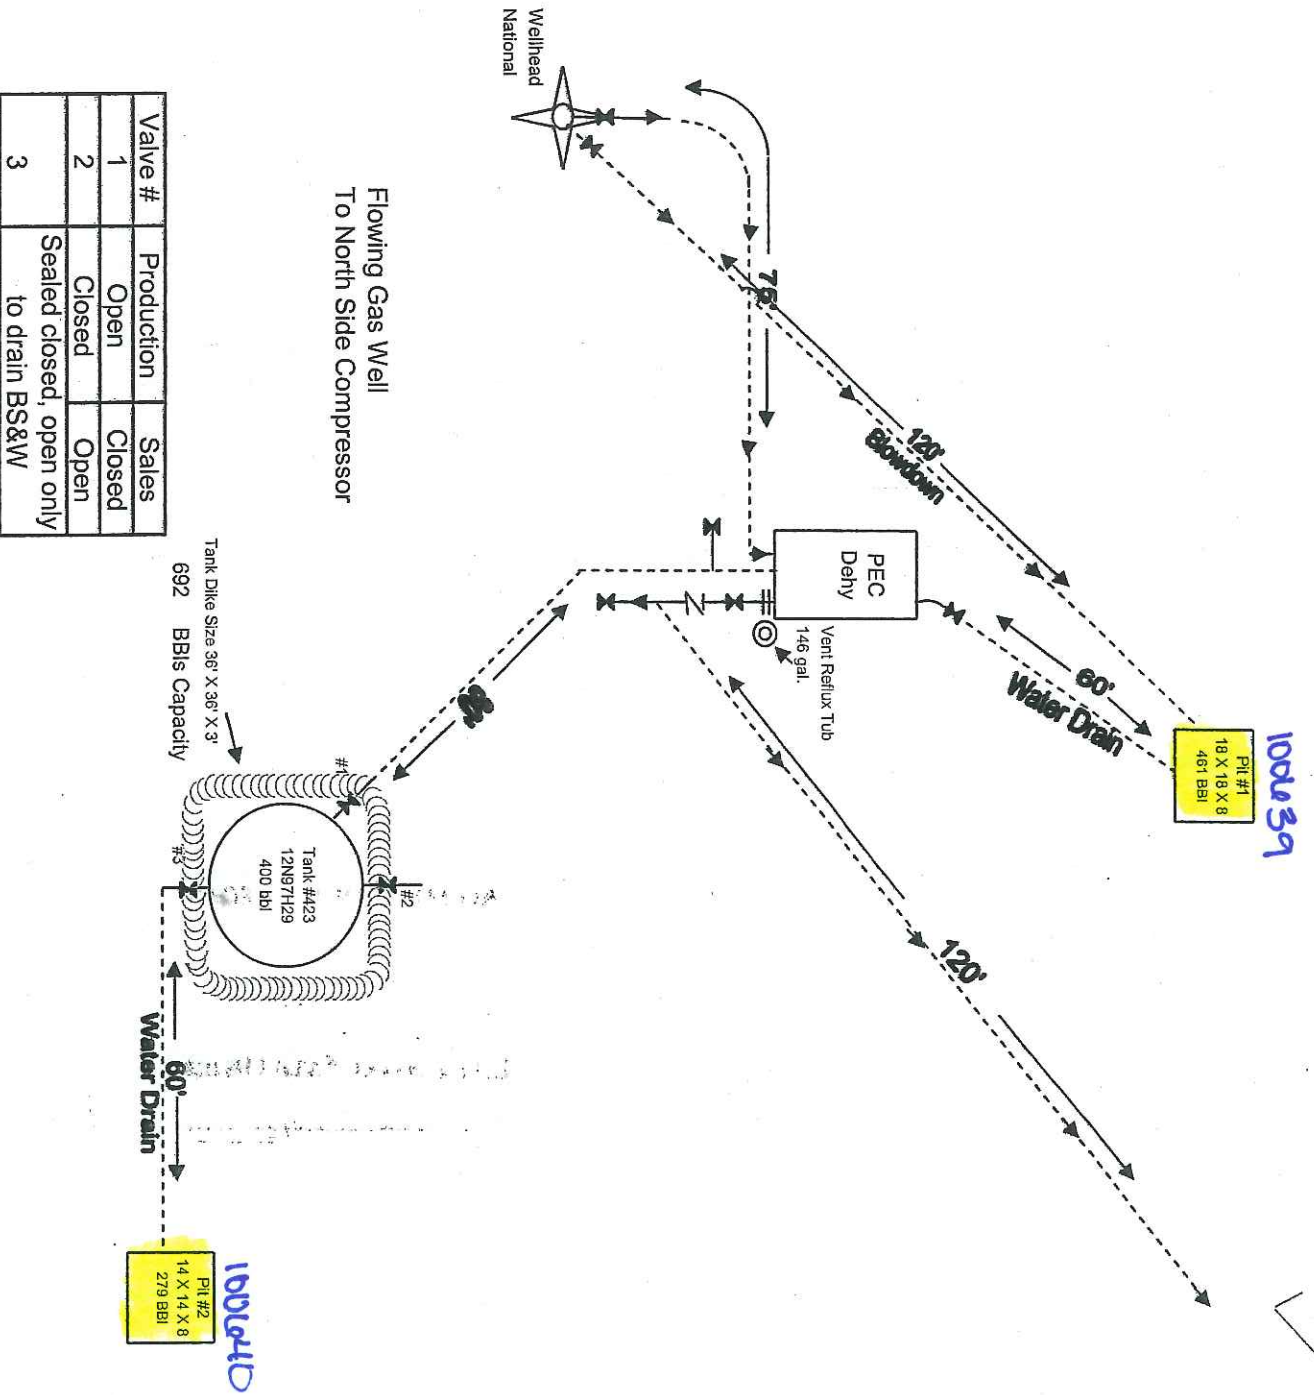 Wellhead
National
75'
120'
Blowdown
PEC
Dehy
Vent Reflux Tub
146 gal.
60'
Water Drain
Pit #1
18 X 18 X 8
461 BBl
100639
120'
Flowing Gas Well
To North Side Compressor
Valve # Production Sales
1 Open Closed
2 Closed Open
3 Sealed closed, open only
to drain BS&W
Tank Dike Size 36' X 36' X 3'
692 BBls Capacity
#1
#2
#3
Tank #423
12N97H29
400 bbl
60'
Water Drain
Pit #2
14 X 14 X 8
279 BBl
100640